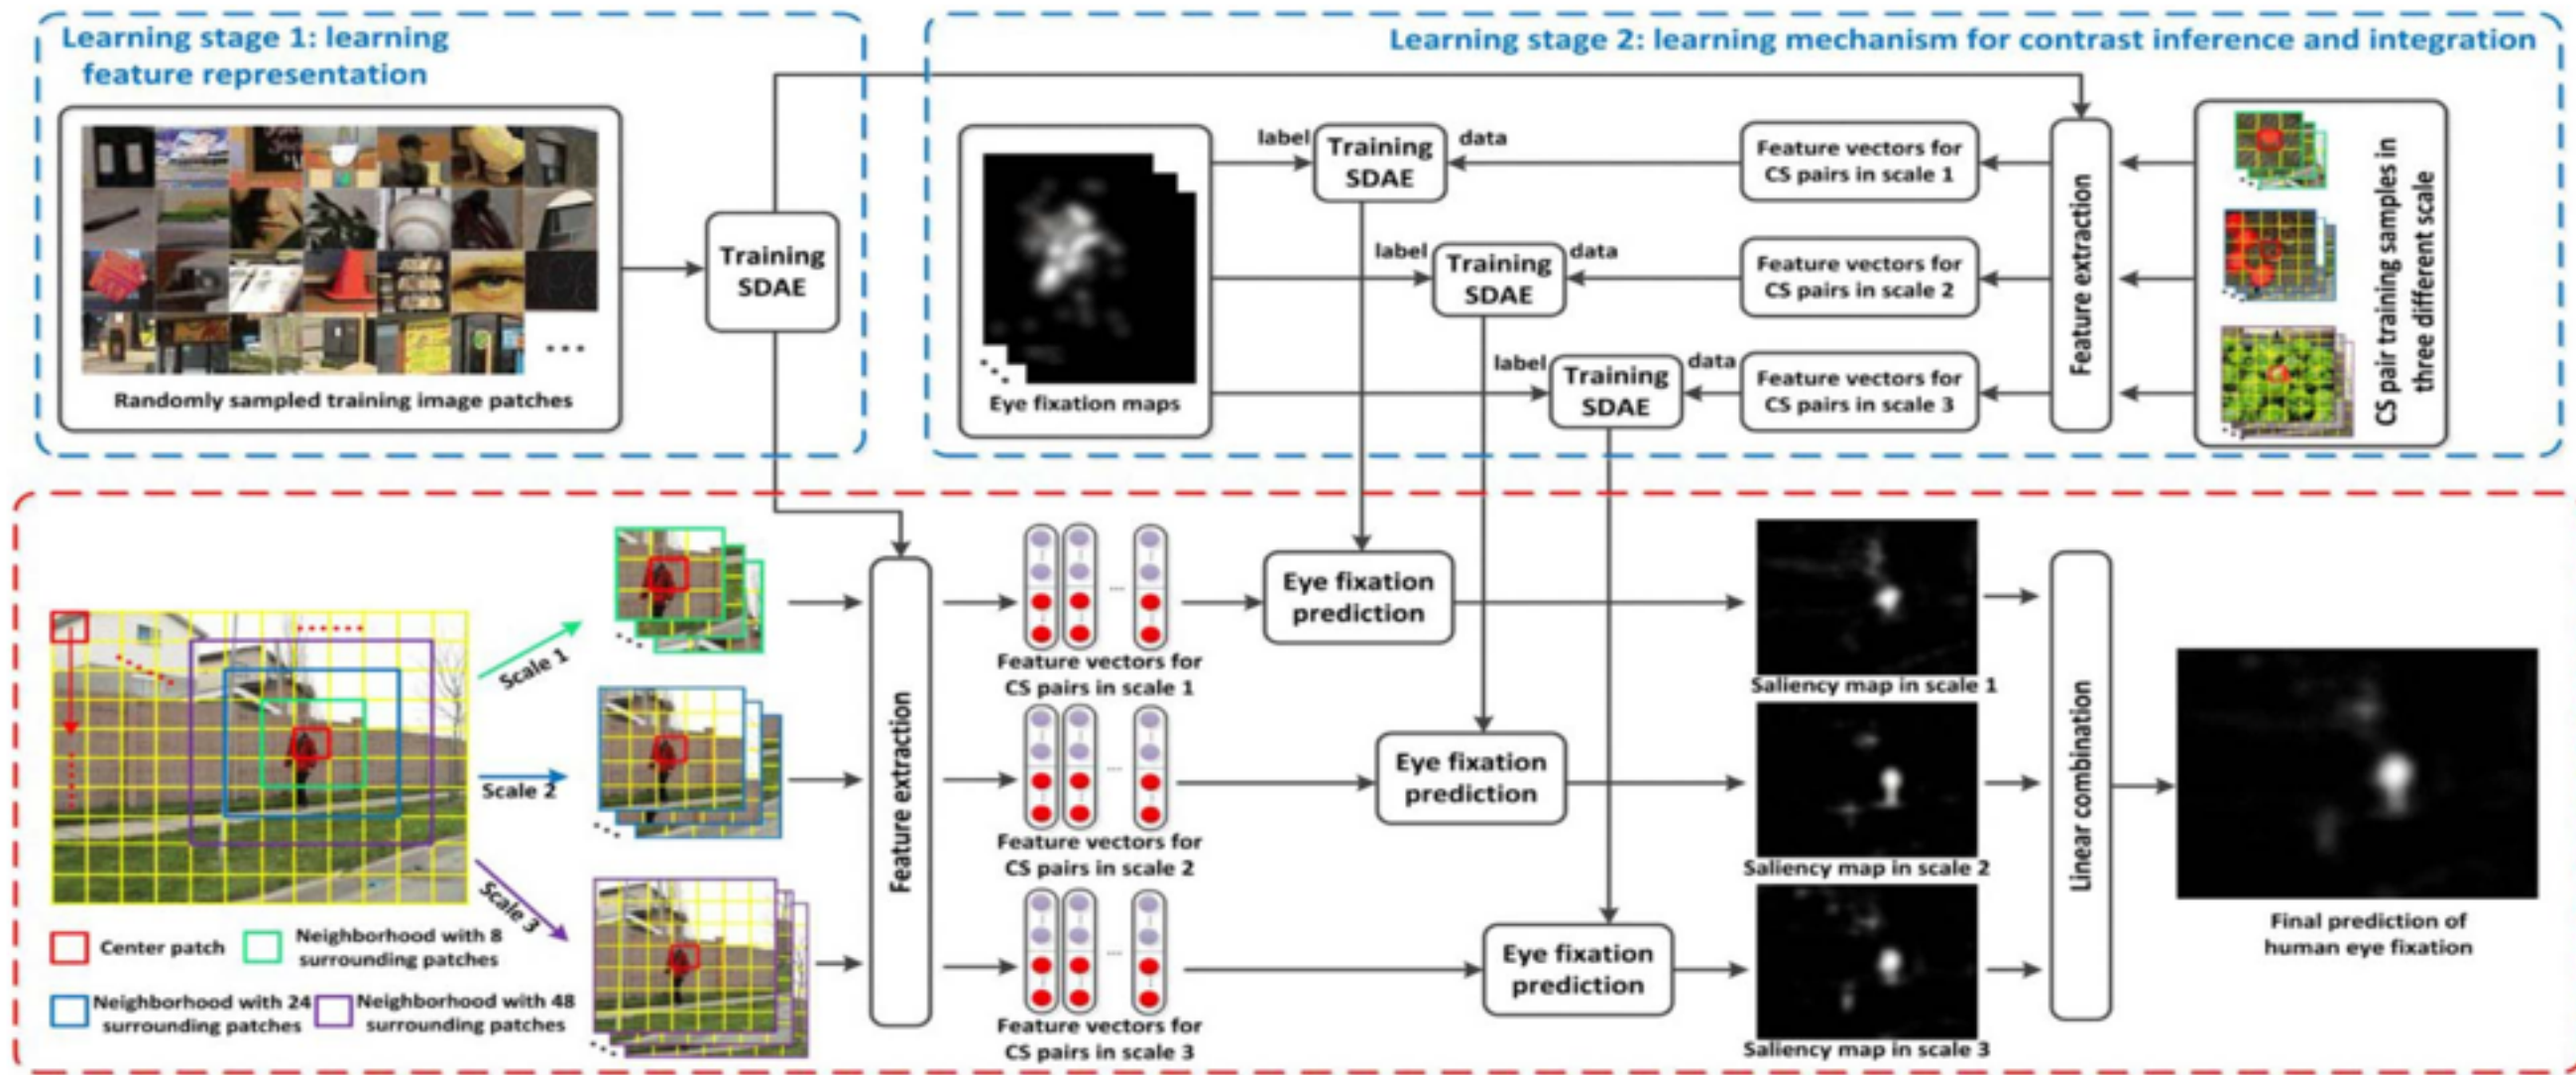 Learning stage 1: learning
feature representation
Randomly sampled training image patches
Training
SDAE
Learning stage 2: learning mechanism for contrast inference and integration
Eye fixation maps
label
Training
SDAE
data
Feature vectors for
CS pairs in scale 1
label
Training
SDAE
data
Feature vectors for
CS pairs in scale 2
label
Training
SDAE
data
Feature vectors for
CS pairs in scale 3
Feature extraction
CS pair training samples in
three different scale
Scale 1
Scale 2
Scale 3
Center patch
Neighborhood with 8
surrounding patches
Neighborhood with 24
surrounding patches
Neighborhood with 48
surrounding patches
Feature extraction
Feature vectors for
CS pairs in scale 1
Feature vectors for
CS pairs in scale 2
Feature vectors for
CS pairs in scale 3
Eye fixation
prediction
Eye fixation
prediction
Eye fixation
prediction
Saliency map in scale 1
Saliency map in scale 2
Saliency map in scale 3
Linear combination
Final prediction of
human eye fixation